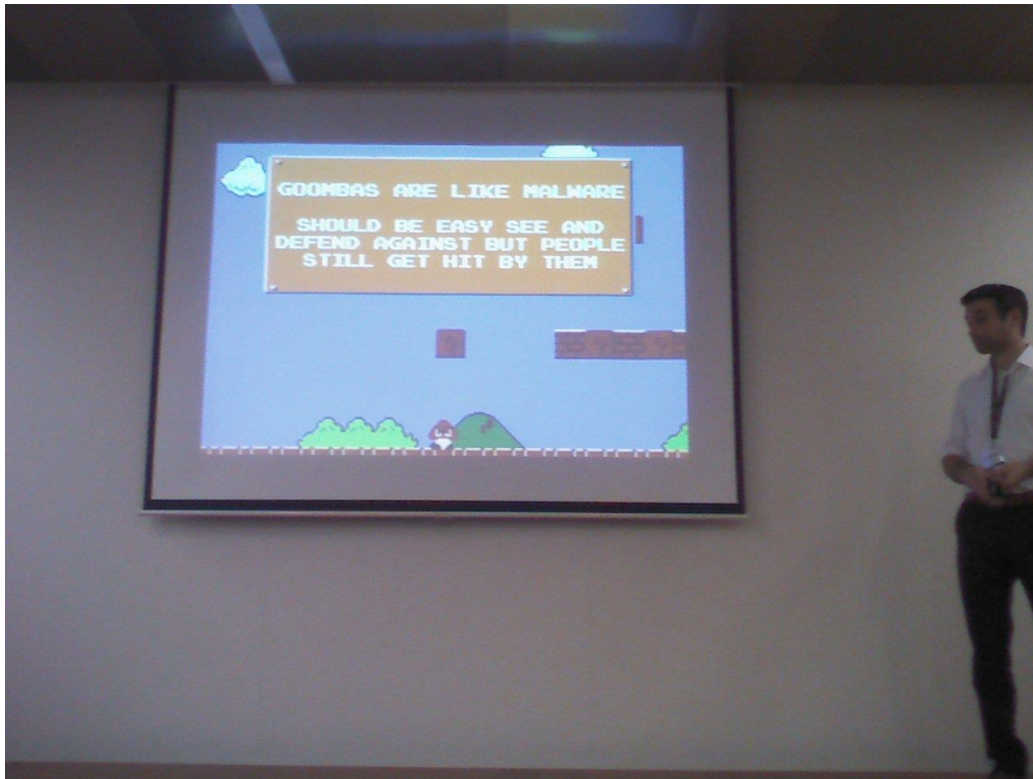 GOOMBAS ARE LIKE MALWARE
SHOULD BE EASY SEE AND
DEFEND AGAINST BUT PEOPLE
STILL GET HIT BY THEM